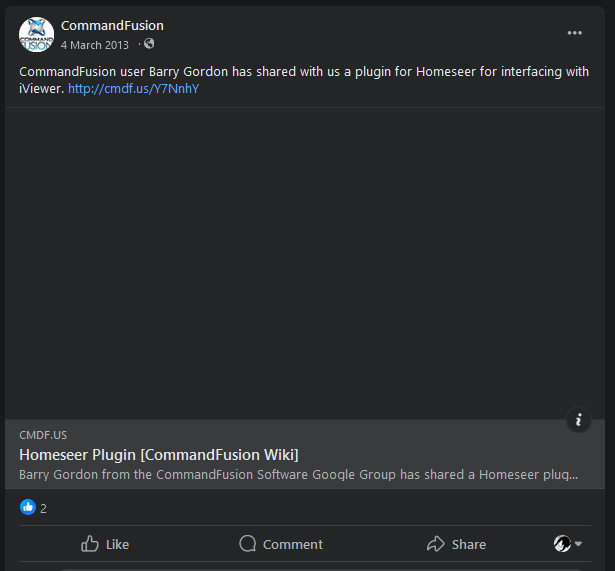 CommandFusion
4 March 2013 ·
CommandFusion user Barry Gordon has shared with us a plugin for Homeseer for interfacing with
iViewer. http://cmdf.us/Y7NnhY
CMDF.US
Homeseer Plugin [CommandFusion Wiki]
Barry Gordon from the CommandFusion Software Google Group has shared a Homeseer plug...
2
Like Comment Share